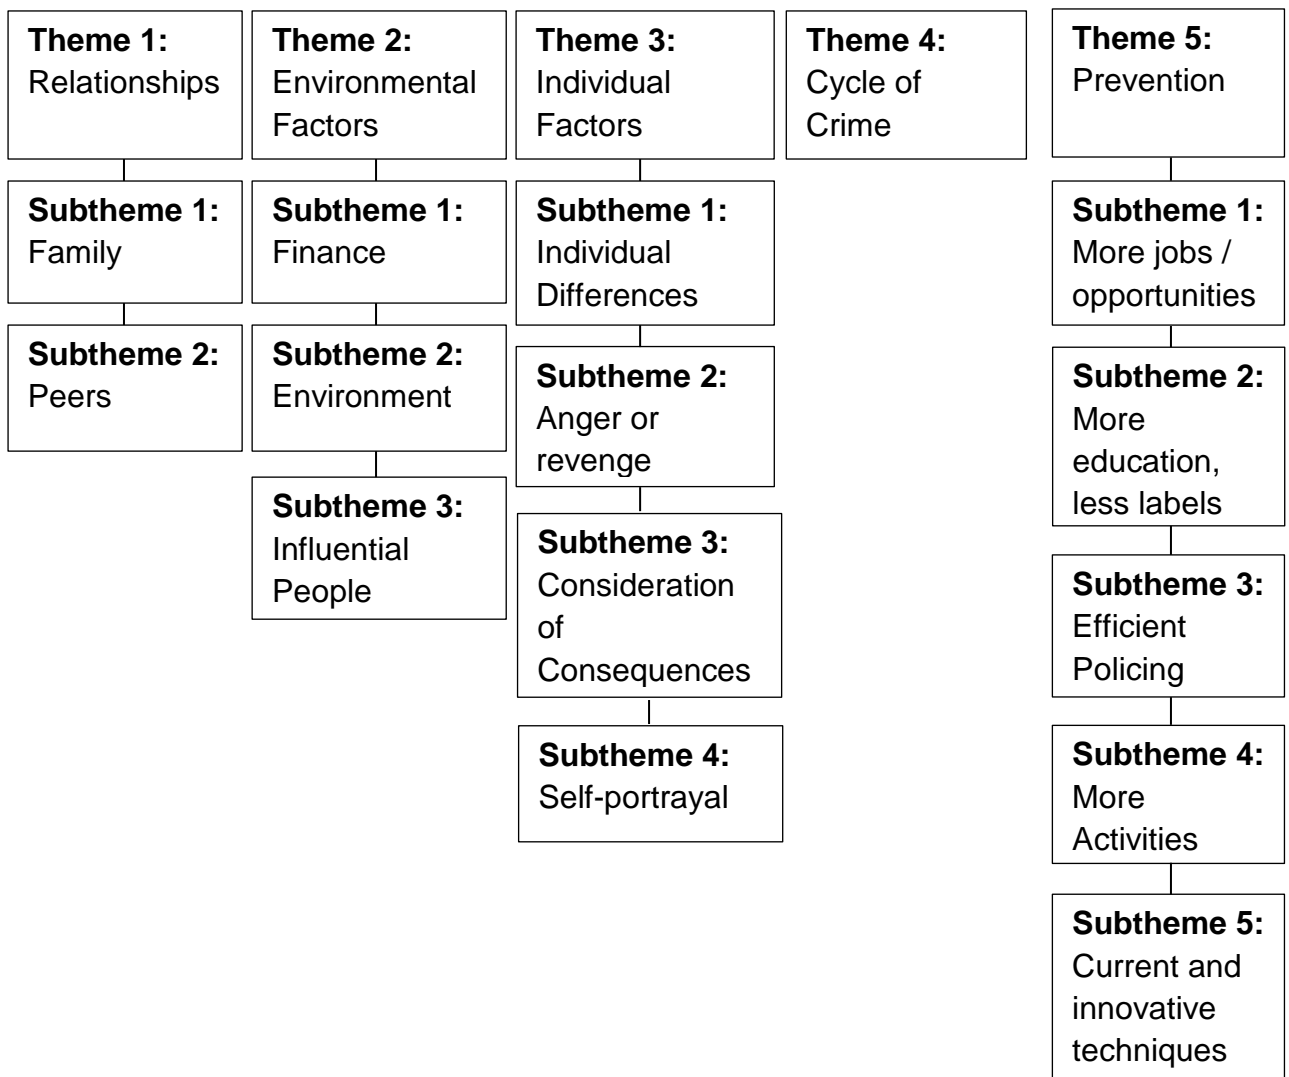 Theme 1:
Relationships
Subtheme 1:
Family
Subtheme 2:
Peers
Theme 2:
Environmental
Factors
Subtheme 1:
Finance
Subtheme 2:
Environment
Subtheme 3:
Influential
People
Theme 3:
Individual
Factors
Subtheme 1:
Individual
Differences
Subtheme 2:
Anger or
revenge
Subtheme 3:
Consideration
of
Consequences
Subtheme 4:
Self-portrayal
Theme 4:
Cycle of
Crime
Theme 5:
Prevention
Subtheme 1:
More jobs /
opportunities
Subtheme 2:
More
education,
less labels
Subtheme 3:
Efficient
Policing
Subtheme 4:
More
Activities
Subtheme 5:
Current and
innovative
techniques